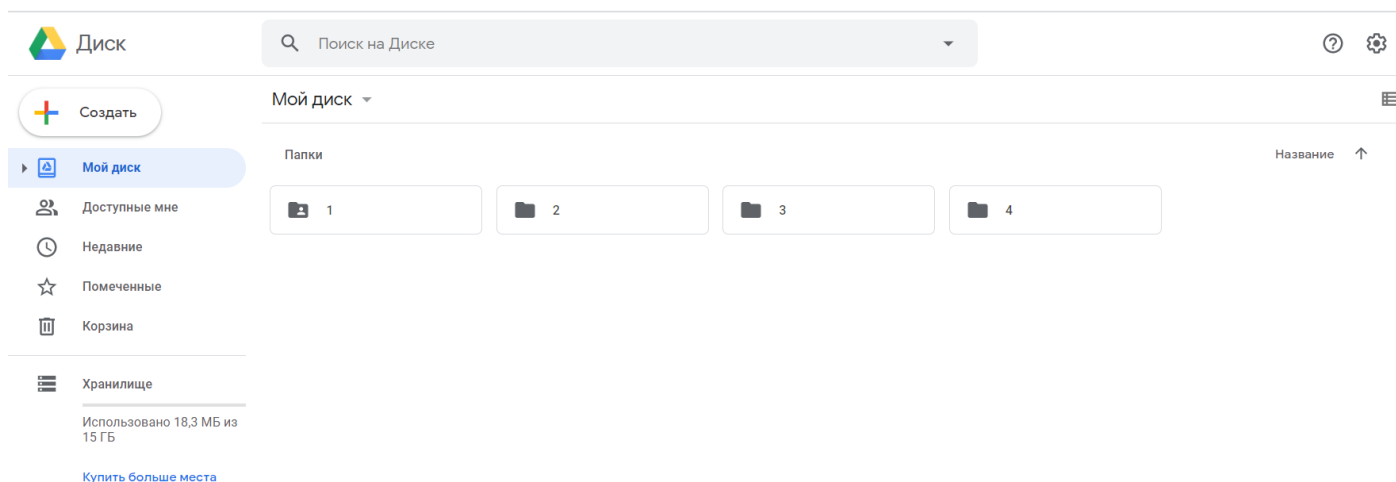 Диск
Поиск на Диске
Создать
Мой диск
Папки
Название
Мой диск
1
2
3
4
Доступные мне
Недавние
Помеченные
Корзина
Хранилище
Использовано 18,3 МБ из
15 ГБ
Купить больше места